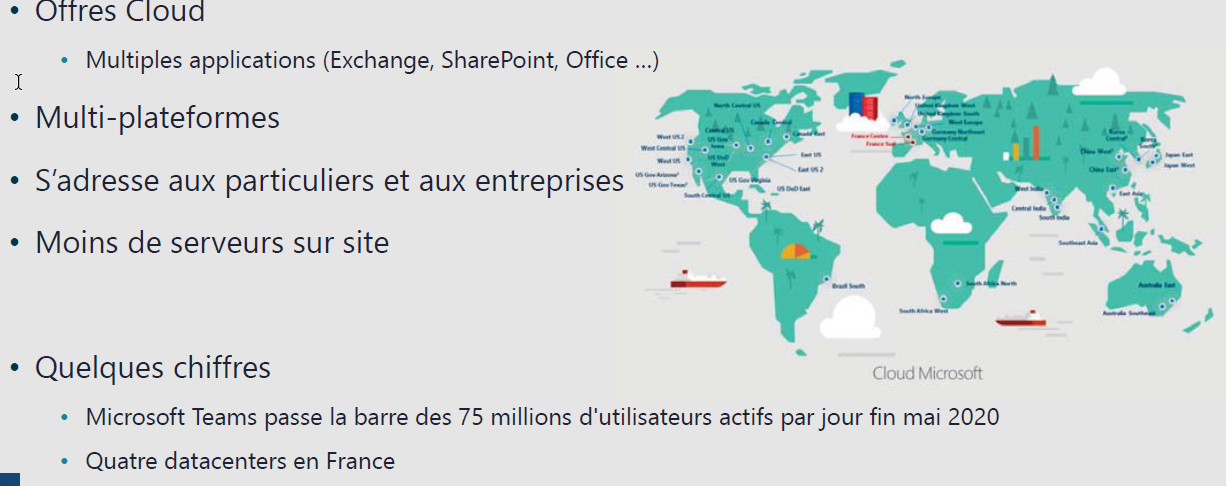 • Offres Cloud
• Multiples applications (Exchange, SharePoint, Office ...)
• Multi-plateformes
• S'adresse aux particuliers et aux entreprises
• Moins de serveurs sur site
North Central US
Canada Central
Canada East
Central US
US Gov Iowa
West US 2
West Central US
West US
US DoD West
East US
East US 2
US Gov Arizona
US Gov Texas
US Gov Virginia
US DoD East
South Central US
North Europe
United Kingdom West
United Kingdom South
West Europe
Germany Northeast
Germany Central
France Centre
France Sud
Korea Central
Korea South
China West
China East
Japan East
Japan West
East Asia
West India
Central India
South India
Southeast Asia
Brazil South
South Africa North
South Africa West
Australia East
Australia Southeast
Cloud Microsoft
• Quelques chiffres
• Microsoft Teams passe la barre des 75 millions d'utilisateurs actifs par jour fin mai 2020
• Quatre datacenters en France